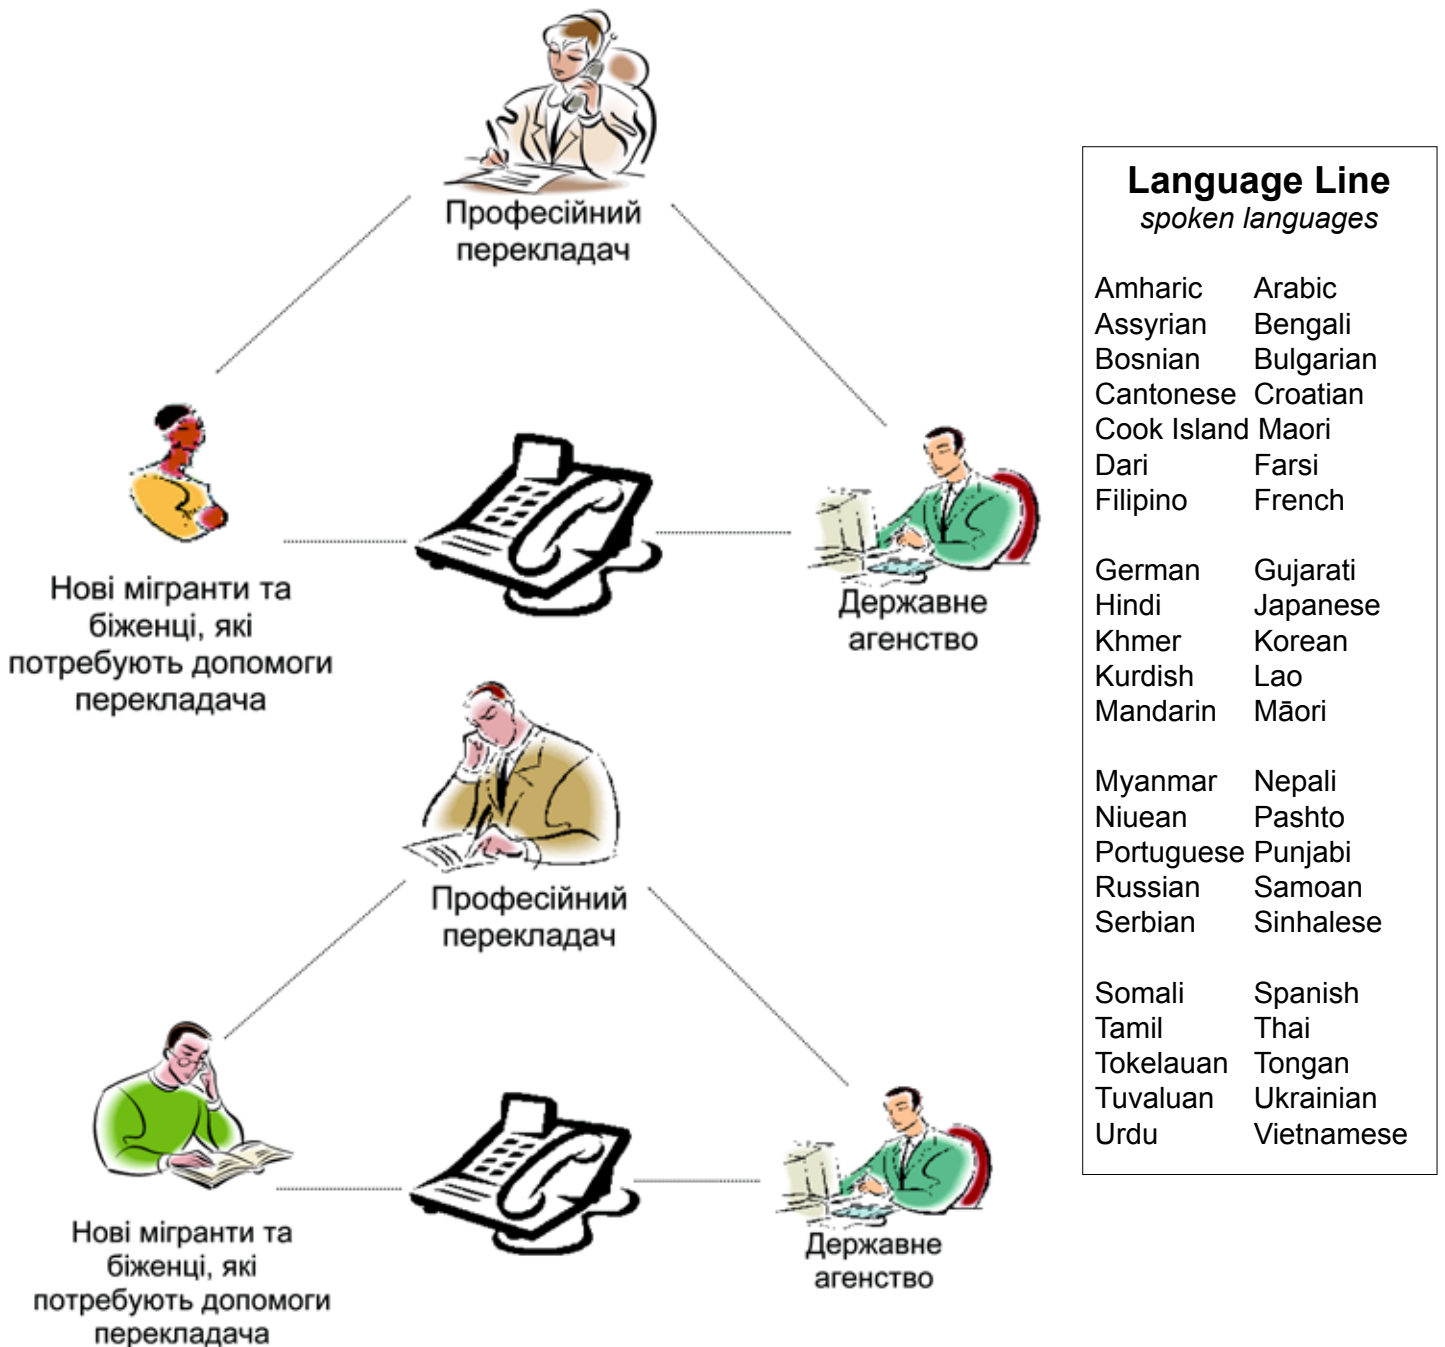 Професійний
перекладач
Нові мігранти та
біженці, які
потребують допомоги
перекладача
Державне
агенство
Професійний
перекладач
Нові мігранти та
біженці, які
потребують допомоги
перекладача
Державне
агенство
Language Line
spoken languages
Amharic Arabic
Assyrian Bengali
Bosnian Bulgarian
Cantonese Croatian
Cook Island Maori
Dari Farsi
Filipino French
German Gujarati
Hindi Japanese
Khmer Korean
Kurdish Lao
Mandarin Māori
Myanmar Nepali
Niuean Pashto
Portuguese Punjabi
Russian Samoan
Serbian Sinhalese
Somali Spanish
Tamil Thai
Tokelauan Tongan
Tuvaluan Ukrainian
Urdu Vietnamese